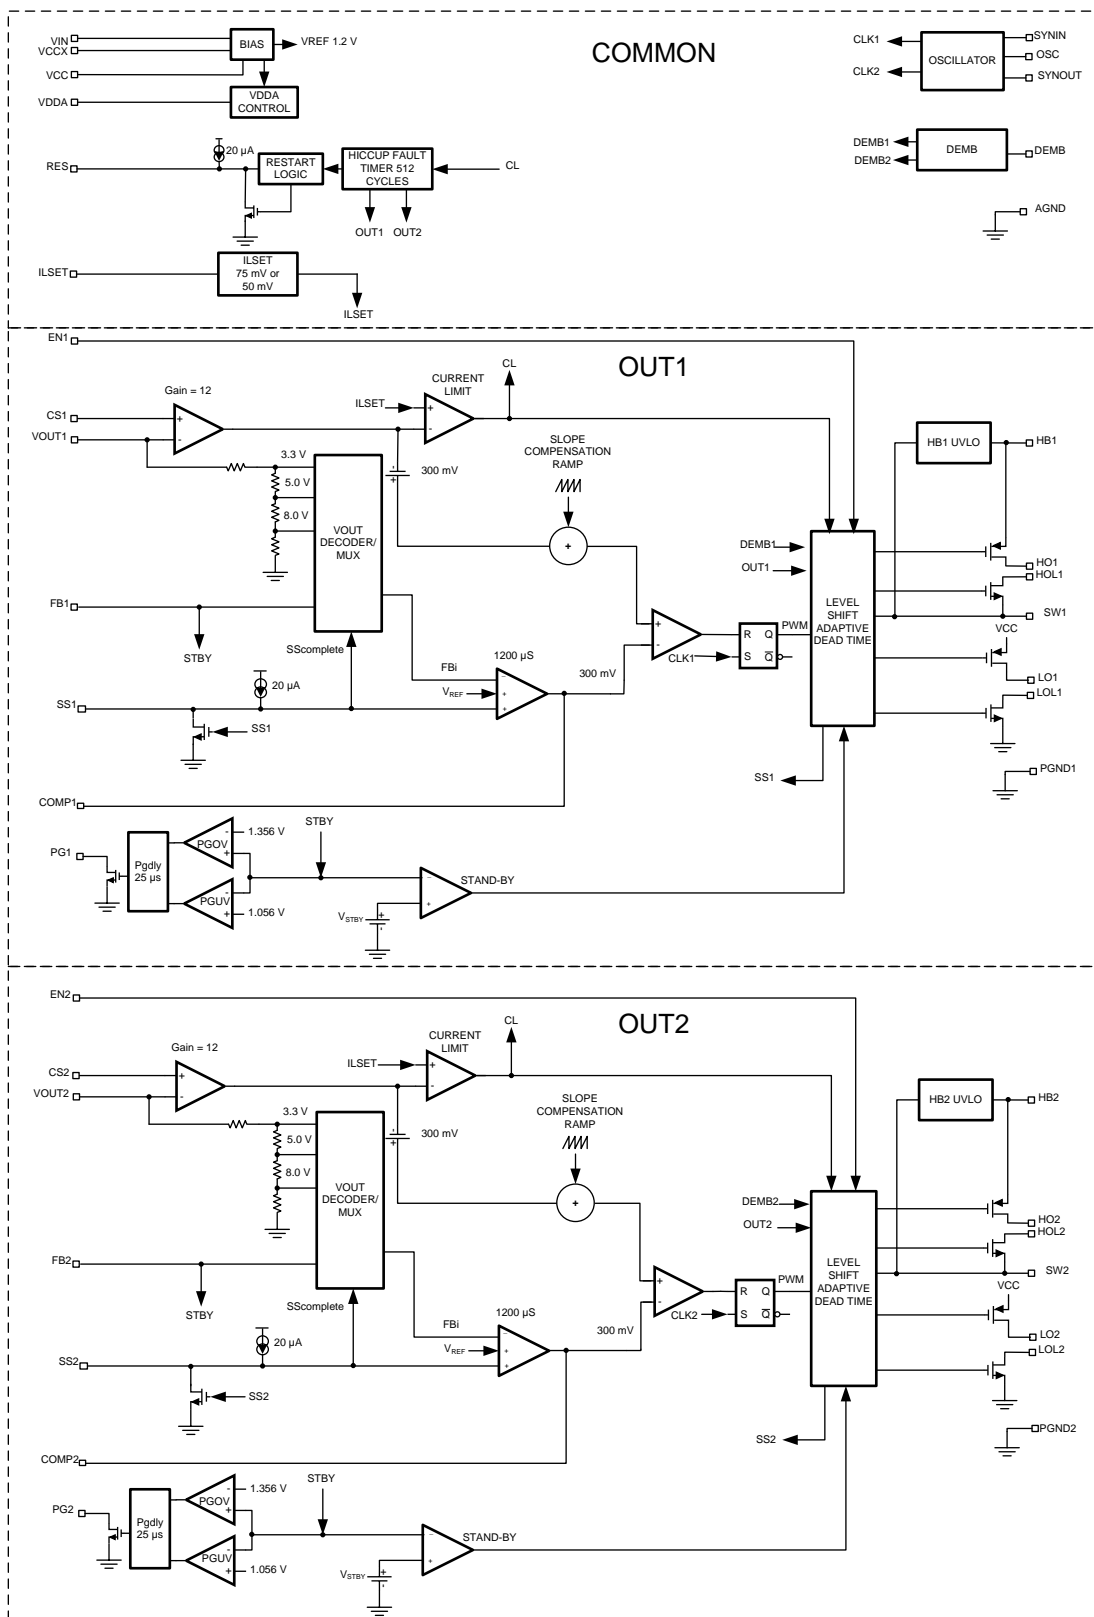 COMMON
VIN
VCCX
BIAS
VREF 1.2 V
VCC
VDDA
VDDA
CONTROL
CLK1
CLK2
OSCILLATOR
SYNIN
OSC
SYNOUT
20 µA
RES
RESTART
LOGIC
HICCUP FAULT
TIMER 512
CYCLES
CL
OUT1
OUT2
DEMB1
DEMB2
DEMB
DEMB
AGND
ILSET
ILSET
75 mV or
50 mV
ILSET
EN1
OUT1
CL
CURRENT
LIMIT
Gain = 12
ILSET
+
-
CS1
VOUT1
+
-
HB1 UVLO
HB1
3.3 V
5.0 V
8.0 V
-
+
300 mV
SLOPE
COMPENSATION
RAMP
+
VOUT
DECODER/
MUX
DEMB1
OUT1
HO1
HOL1
LEVEL
SHIFT
ADAPTIVE
DEAD TIME
FB1
STBY
SW1
+
-
R
Q
S
Q
PWM
VCC
SScomplete
FBi
1200 µS
300 mV
CLK1
20 µA
VREF
-
+
+
LO1
LOL1
SS1
SS1
SS1
PGND1
COMP1
STBY
PG1
Pgdly
25 µs
PGOV
-
+
1.356 V
PGUV
-
+
1.056 V
STAND-BY
-
+
VSTBY
+
-
EN2
OUT2
CL
CURRENT
LIMIT
Gain = 12
ILSET
+
-
CS2
VOUT2
+
-
HB2 UVLO
HB2
3.3 V
5.0 V
8.0 V
-
+
300 mV
SLOPE
COMPENSATION
RAMP
+
VOUT
DECODER/
MUX
DEMB2
OUT2
HO2
HOL2
LEVEL
SHIFT
ADAPTIVE
DEAD TIME
FB2
STBY
SW2
+
-
R
Q
S
Q
PWM
VCC
SScomplete
FBi
1200 µS
300 mV
CLK2
20 µA
VREF
-
+
+
LO2
LOL2
SS2
SS2
SS2
PGND2
COMP2
STBY
PG2
Pgdly
25 µs
PGOV
-
+
1.356 V
PGUV
-
+
1.056 V
STAND-BY
-
+
VSTBY
+
-